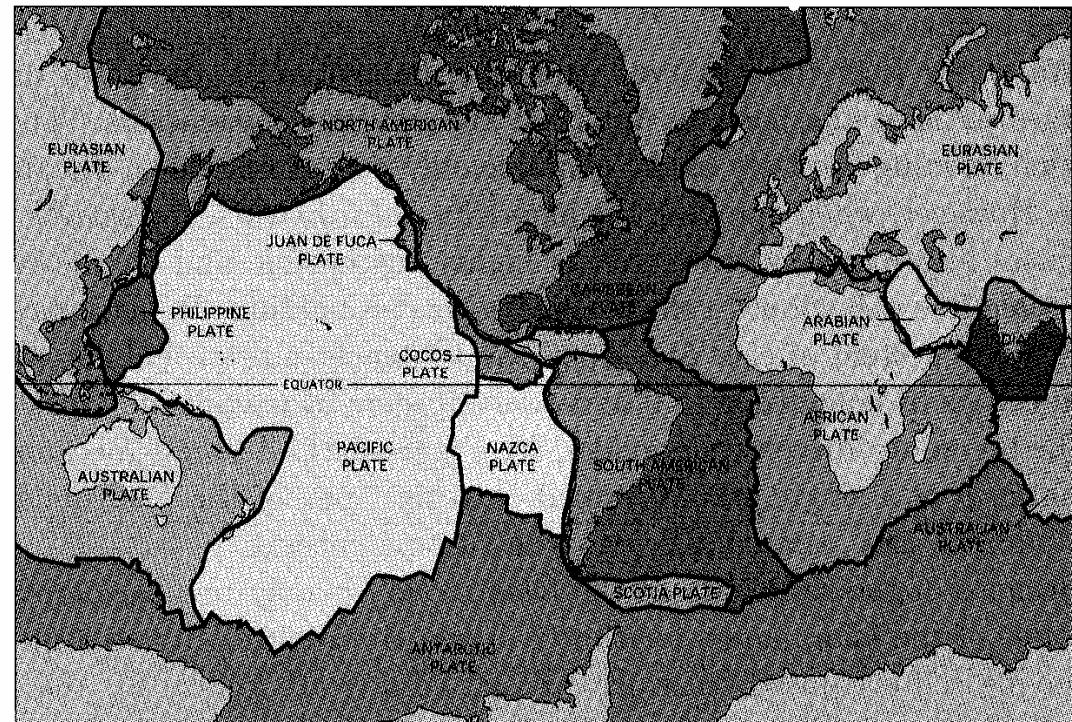 EURASIAN
PLATE
NORTH AMERICAN
PLATE
EURASIAN
PLATE
JUAN DE FUCA
PLATE
CARIBBEAN
PHILIPPINE
PLATE
ARABIAN
PLATE
COCOS
PLATE
EQUATOR
AFRICAN
PLATE
PACIFIC
PLATE
NAZCA
PLATE
SOUTH AMERICAN
PLATE
AUSTRALIAN
PLATE
AUSTRALIAN
PLATE
SCOTIA PLATE
ANTARCTIC
PLATE